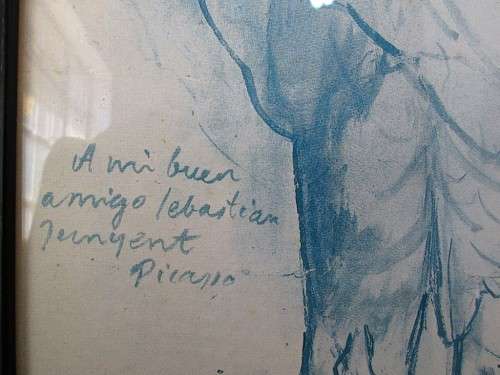 A mi buen
amigo Sebastian
Junyent
Picasso